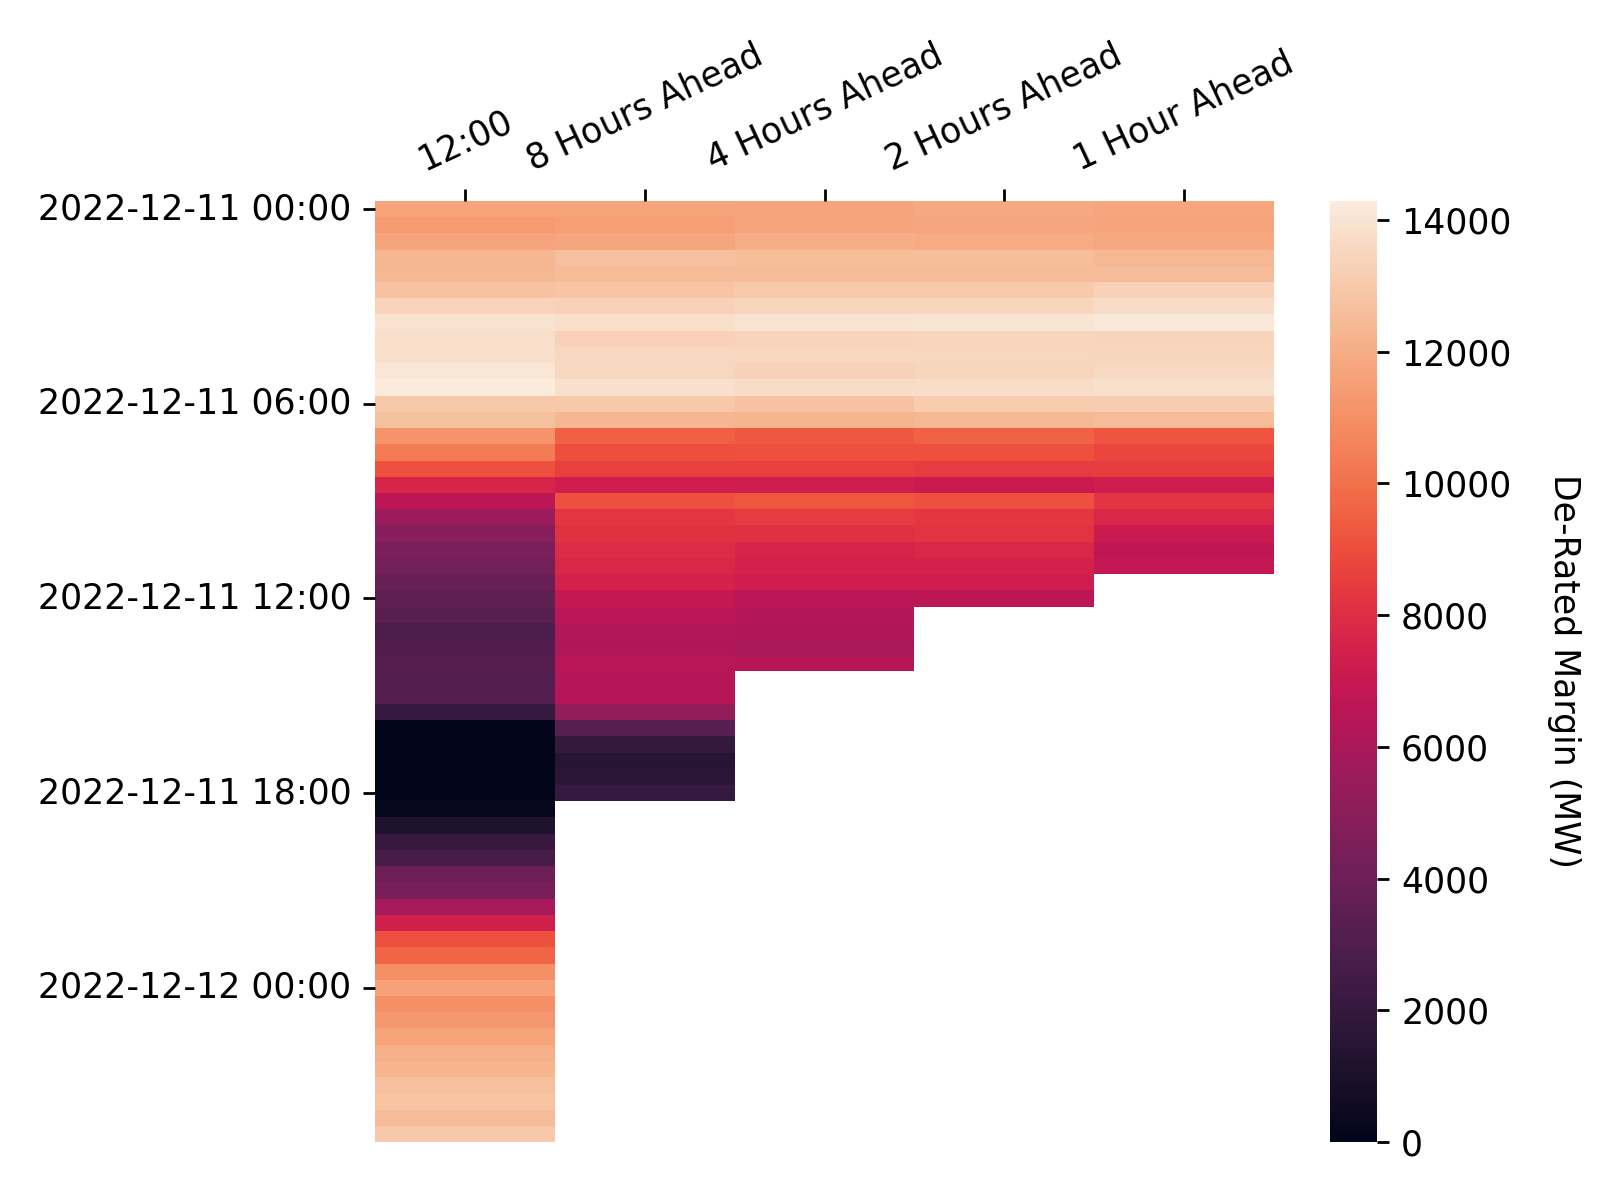 12:00
8 Hours Ahead
4 Hours Ahead
2 Hours Ahead
1 Hour Ahead
2022-12-11 00:00
2022-12-11 06:00
2022-12-11 12:00
2022-12-11 18:00
2022-12-12 00:00
14000
12000
10000
8000
6000
4000
2000
0
De-Rated Margin (MW)